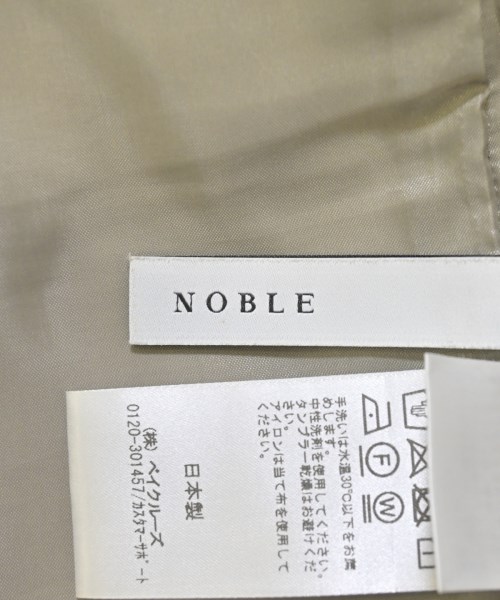 NOBLE
手洗いは水温30℃以下をお薦
めします。
中性洗剤を使用してください。
タンブラー乾燥はお避けくだ
さい。
アイロンは当て布を使用して
ください。
日本製
(株) ベイクルーズ
0120-301457/カスタマーサポート
F
W